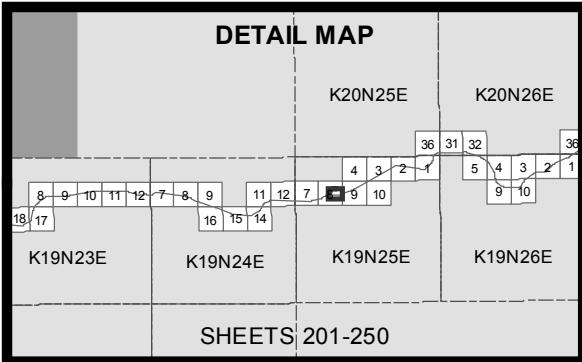 DETAIL MAP
K20N25E K20N26E
36 31 32 36
4 3 2 1 5 4 3 2 1
8 9 10 11 12 7 8 9 11 12 7 9 10 9 10
18 17 16 15 14
K19N23E K19N24E K19N25E K19N26E
SHEETS 201-250